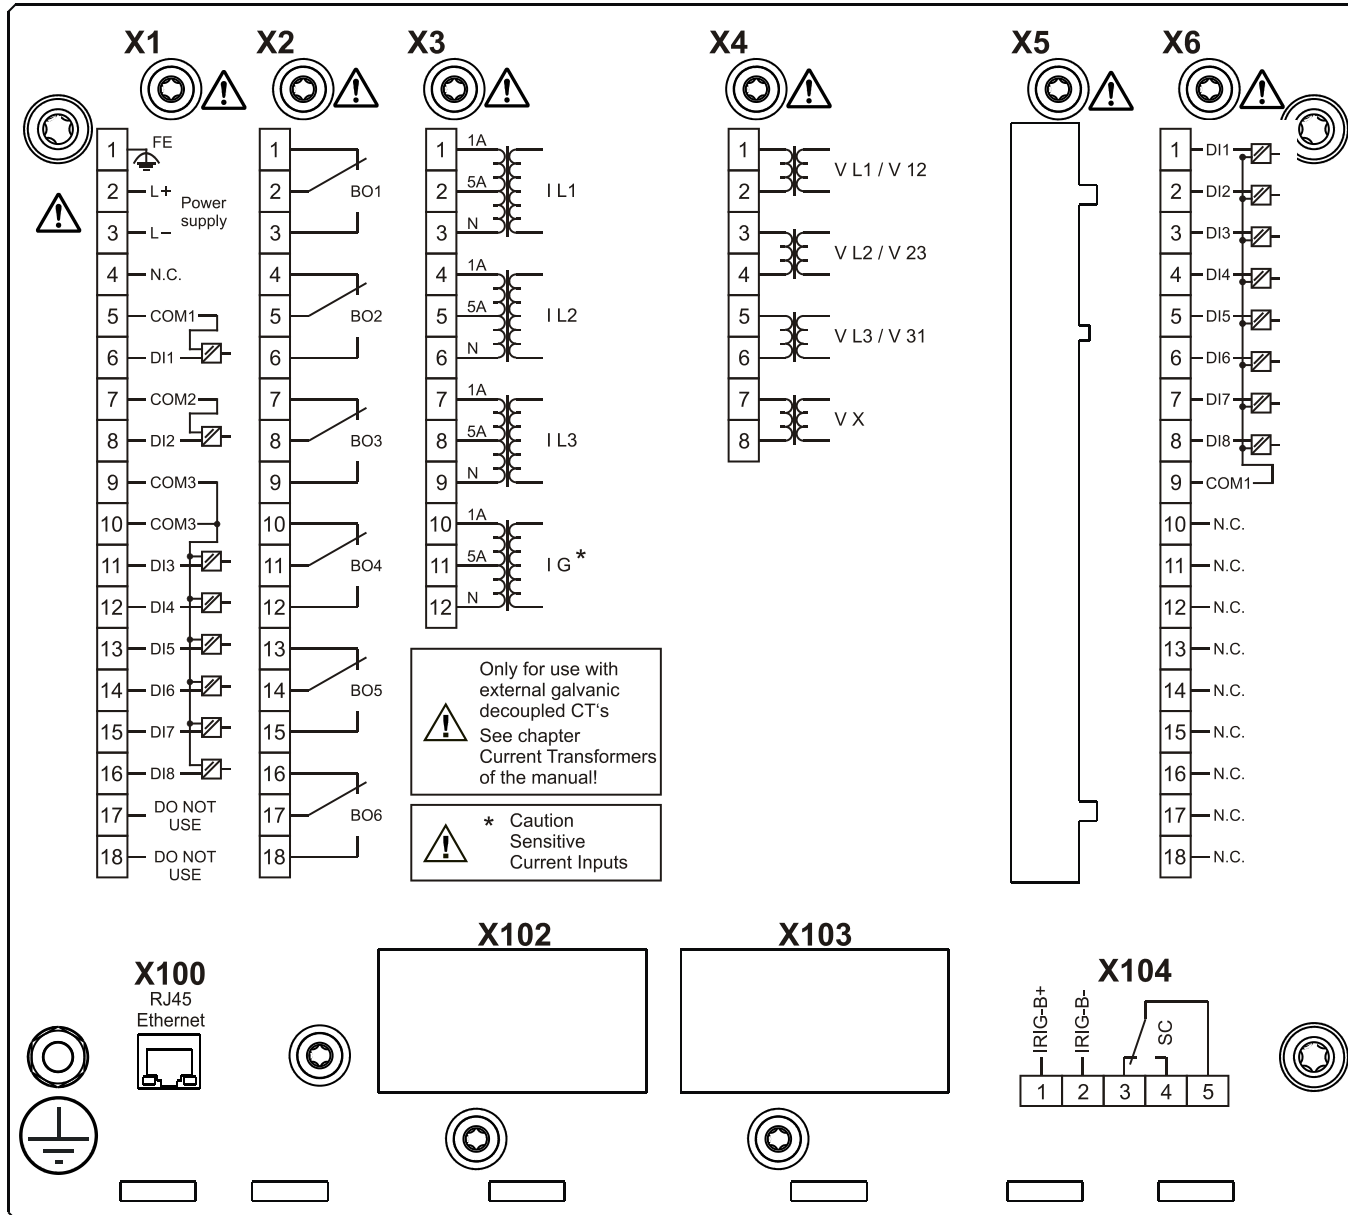 X1
X2
X3
X4
X5
X6
1 FE
2 L+
Power
supply
3 L−
4 N.C.
5 COM1
6 DI1
7 COM2
8 DI2
9 COM3
10 COM3
11 DI3
12 DI4
13 DI5
14 DI6
15 DI7
16 DI8
17 DO NOT
USE
18 DO NOT
USE
1
2 BO1
3
4
5 BO2
6
7
8 BO3
9
10
11 BO4
12
13
14 BO5
15
16
17 BO6
18
1 1A
2 5A I L1
3 N
4 1A
5 5A I L2
6 N
7 1A
8 5A I L3
9 N
10 1A
11 5A I G *
12 N
Only for use with
external galvanic
decoupled CT‘s
See chapter
Current Transformers
of the manual!
* Caution
Sensitive
Current Inputs
1
V L1 / V 12
2
3
V L2 / V 23
4
5
V L3 / V 31
6
7
V X
8
1 DI1
2 DI2
3 DI3
4 DI4
5 DI5
6 DI6
7 DI7
8 DI8
9 COM1
10 N.C.
11 N.C.
12 N.C.
13 N.C.
14 N.C.
15 N.C.
16 N.C.
17 N.C.
18 N.C.
X100
RJ45
Ethernet
X102
X103
X104
IRIG-B+
IRIG-B-
SC
1 2 3 4 5